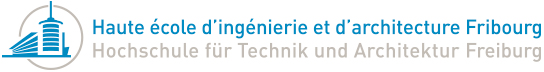 Haute école d'ingénierie et d'architecture Fribourg
Hochschule für Technik und Architektur Freiburg